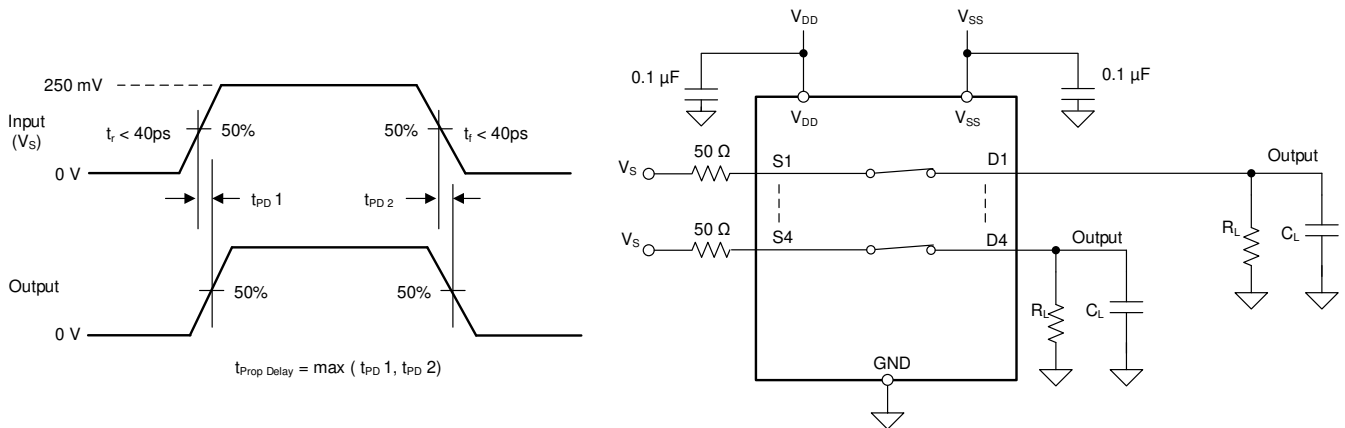 250 mV
Input
(VS)
tr < 40ps
50%
50%
tf < 40ps
0 V
tPD 1
tPD 2
Output
50%
50%
0 V
tProp Delay = max ( tPD 1, tPD 2)
VDD
VSS
0.1 µF
0.1 µF
VDD
VSS
VS
50 Ω
S1
D1
Output
RL
CL
VS
50 Ω
S4
D4
Output
RL
CL
GND